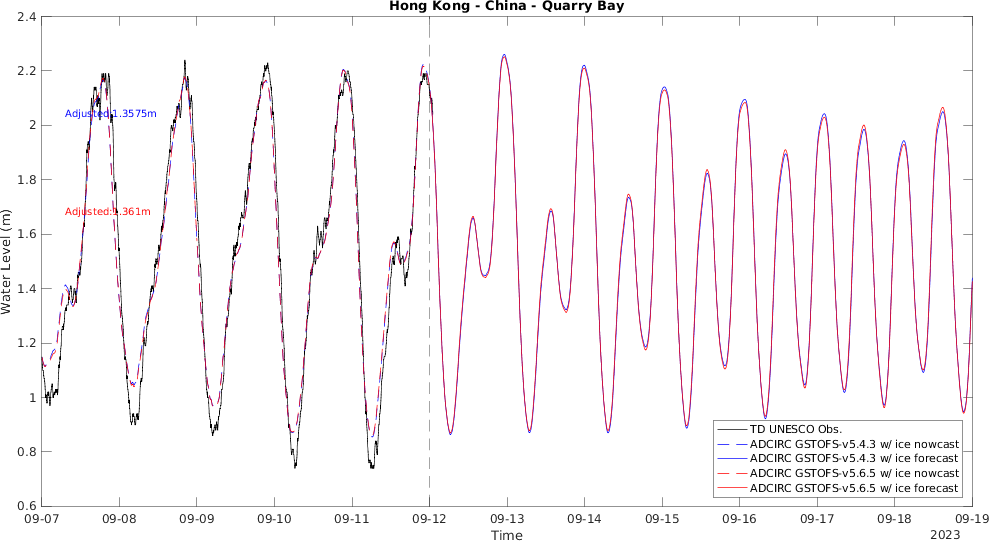 Hong Kong - China - Quarry Bay
2.4
2.2
2
1.8
1.6
1.4
1.2
1
0.8
0.6
Water Level (m)
Adjusted:1.3575m
Adjusted:1.361m
TD UNESCO Obs.
ADCIRC GSTOFS-v5.4.3 w/ ice nowcast
ADCIRC GSTOFS-v5.4.3 w/ ice forecast
ADCIRC GSTOFS-v5.6.5 w/ ice nowcast
ADCIRC GSTOFS-v5.6.5 w/ ice forecast
09-07 09-08 09-09 09-10 09-11 09-12 09-13 09-14 09-15 09-16 09-17 09-18 09-19
Time
2023